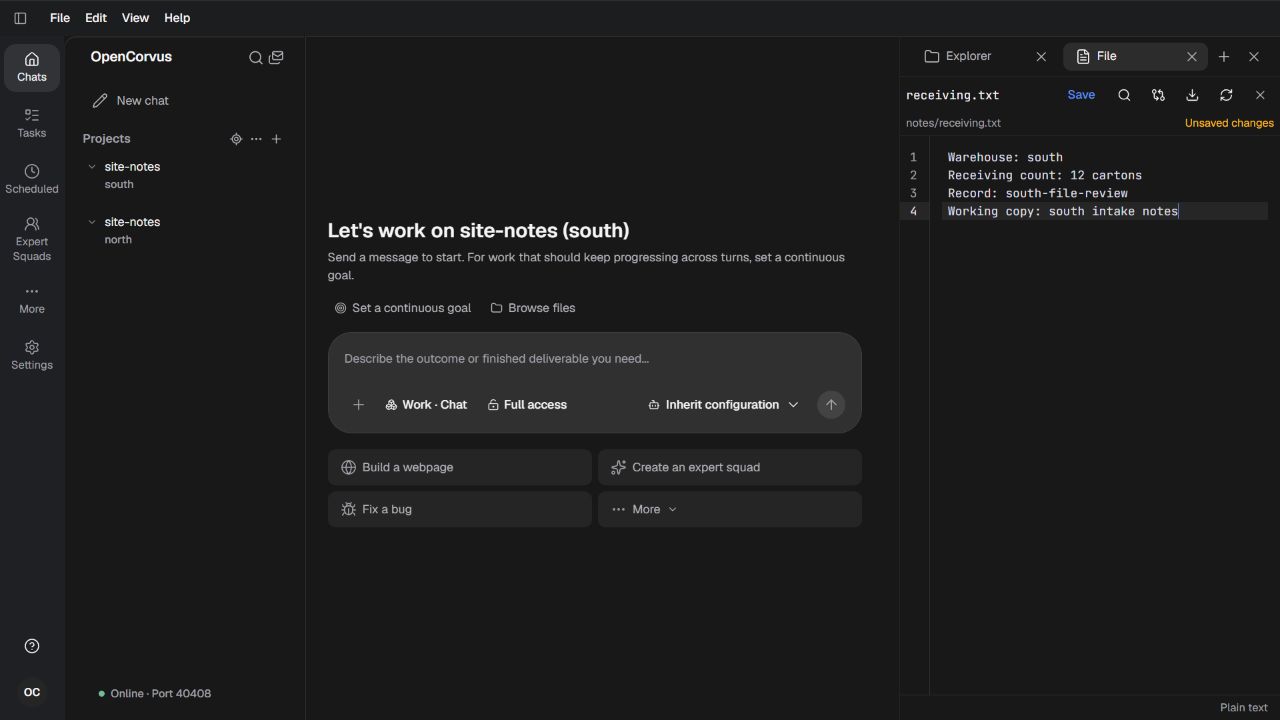 File Edit View Help
Chats
Tasks
Scheduled
Expert
Squads
More
Settings
OC
OpenCorvus
New chat
Projects
site-notes
south
site-notes
north
Online · Port 40408
Let's work on site-notes (south)
Send a message to start. For work that should keep progressing across turns, set a continuous
goal.
Set a continuous goal Browse files
Describe the outcome or finished deliverable you need...
Work · Chat Full access Inherit configuration
Build a webpage Create an expert squad
Fix a bug More
Explorer File
receiving.txt Save
notes/receiving.txt Unsaved changes
1 Warehouse: south
2 Receiving count: 12 cartons
3 Record: south-file-review
4 Working copy: south intake notes
Plain text